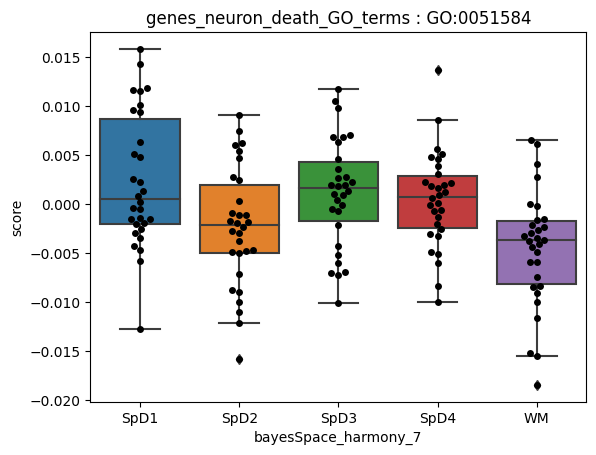 genes_neuron_death_GO_terms : GO:0051584
0.015
0.010
0.005
0.000
−0.005
−0.010
−0.015
−0.020
score
SpD1 SpD2 SpD3 SpD4 WM
bayesSpace_harmony_7